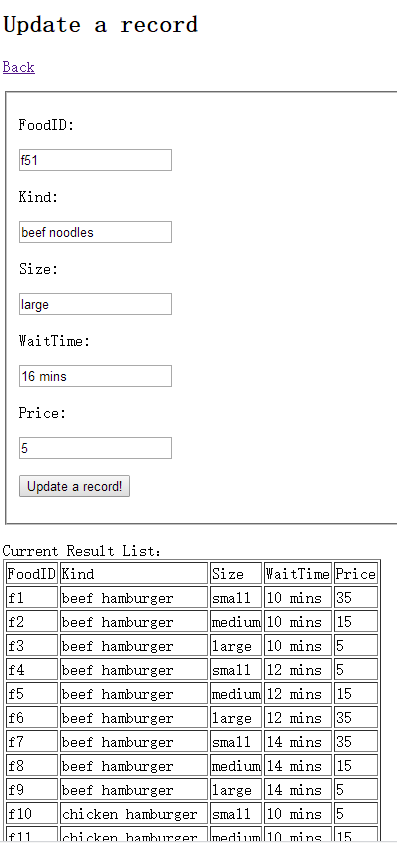 Update a record
Back
FoodID:
f51
Kind:
beef noodles
Size:
large
WaitTime:
16 mins
Price:
5
Update a record!
Current Result List:
FoodID Kind Size WaitTime Price
f1 beef hamburger small 10 mins 35
f2 beef hamburger medium 10 mins 15
f3 beef hamburger large 10 mins 5
f4 beef hamburger small 12 mins 5
f5 beef hamburger medium 12 mins 15
f6 beef hamburger large 12 mins 35
f7 beef hamburger small 14 mins 35
f8 beef hamburger medium 14 mins 15
f9 beef hamburger large 14 mins 5
f10 chicken hamburger small 10 mins 5
f11 chicken hamburger medium 10 mins 15